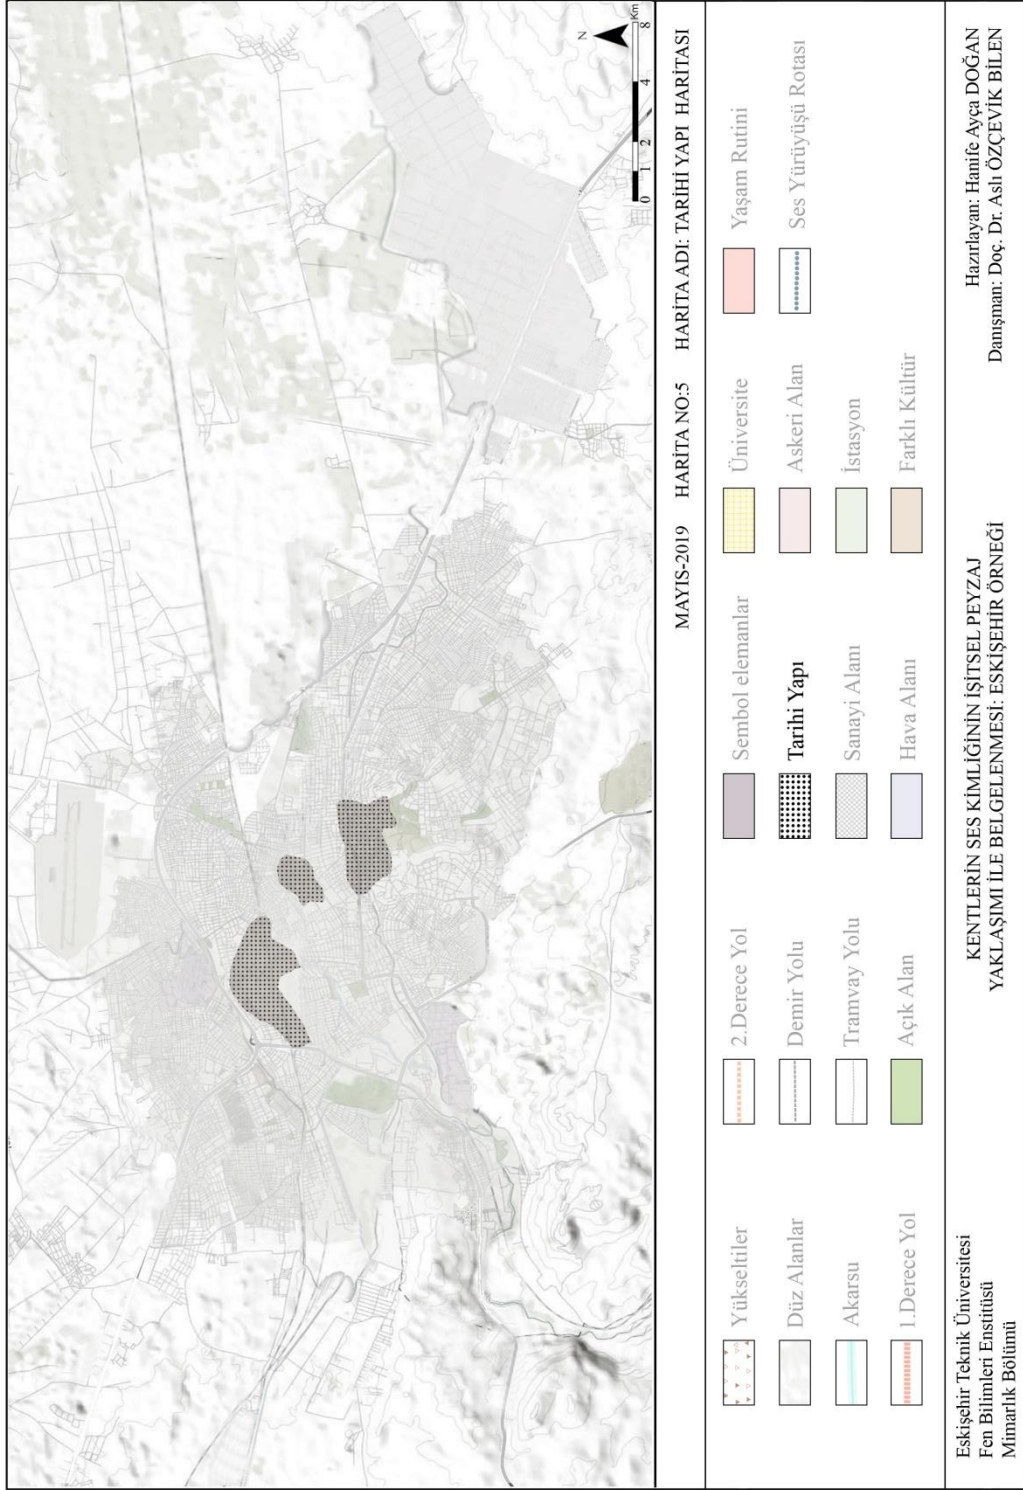 N
0 1 2 4 8
Km
MAYIS-2019 HARİTA NO:5 HARİTA ADI: TARİHİ YAPI HARİTASI
Yükseltiler
Düz Alanlar
Akarsu
1.Derece Yol
2.Derece Yol
Demir Yolu
Tramvay Yolu
Açık Alan
Sembol elemanlar
Tarihi Yapı
Sanayi Alanı
Hava Alanı
Üniversite
Askeri Alan
İstasyon
Farklı Kültür
Yaşam Rutini
Ses Yürüyüşü Rotası
Eskişehir Teknik Üniversitesi
Fen Bilimleri Enstitüsü
Mimarlık Bölümü
KENTLERİN SES KİMLİĞİNİN İŞİTSEL PEYZAJ
YAKLAŞIMI İLE BELGELENMESİ: ESKİŞEHİR ÖRNEĞİ
Hazırlayan: Hanife Ayça DOĞAN
Danışman: Doç. Dr. Aslı ÖZÇEVİK BİLEN